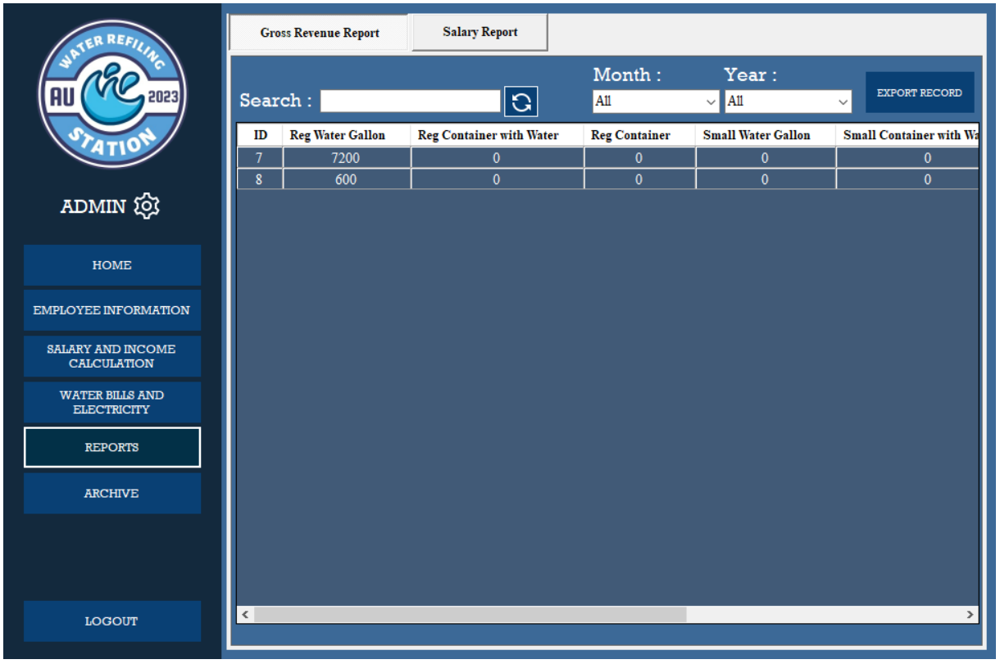 WATER REFILING
AU
2023
STATION
ADMIN
HOME
EMPLOYEE INFORMATION
SALARY AND INCOME
CALCULATION
WATER BILLS AND
ELECTRICITY
REPORTS
ARCHIVE
LOGOUT
Gross Revenue Report Salary Report
Month : Year :
Search : All All EXPORT RECORD
ID Reg Water Gallon Reg Container with Water Reg Container Small Water Gallon Small Container with Wa
7 7200 0 0 0 0
8 600 0 0 0 0